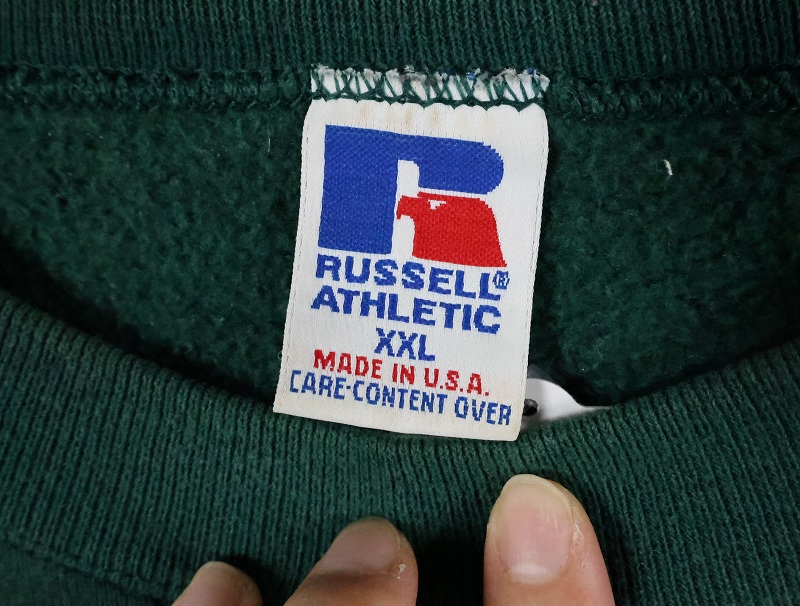 RUSSELL®
ATHLETIC
XXL
MADE IN U.S.A.
CARE-CONTENT OVER